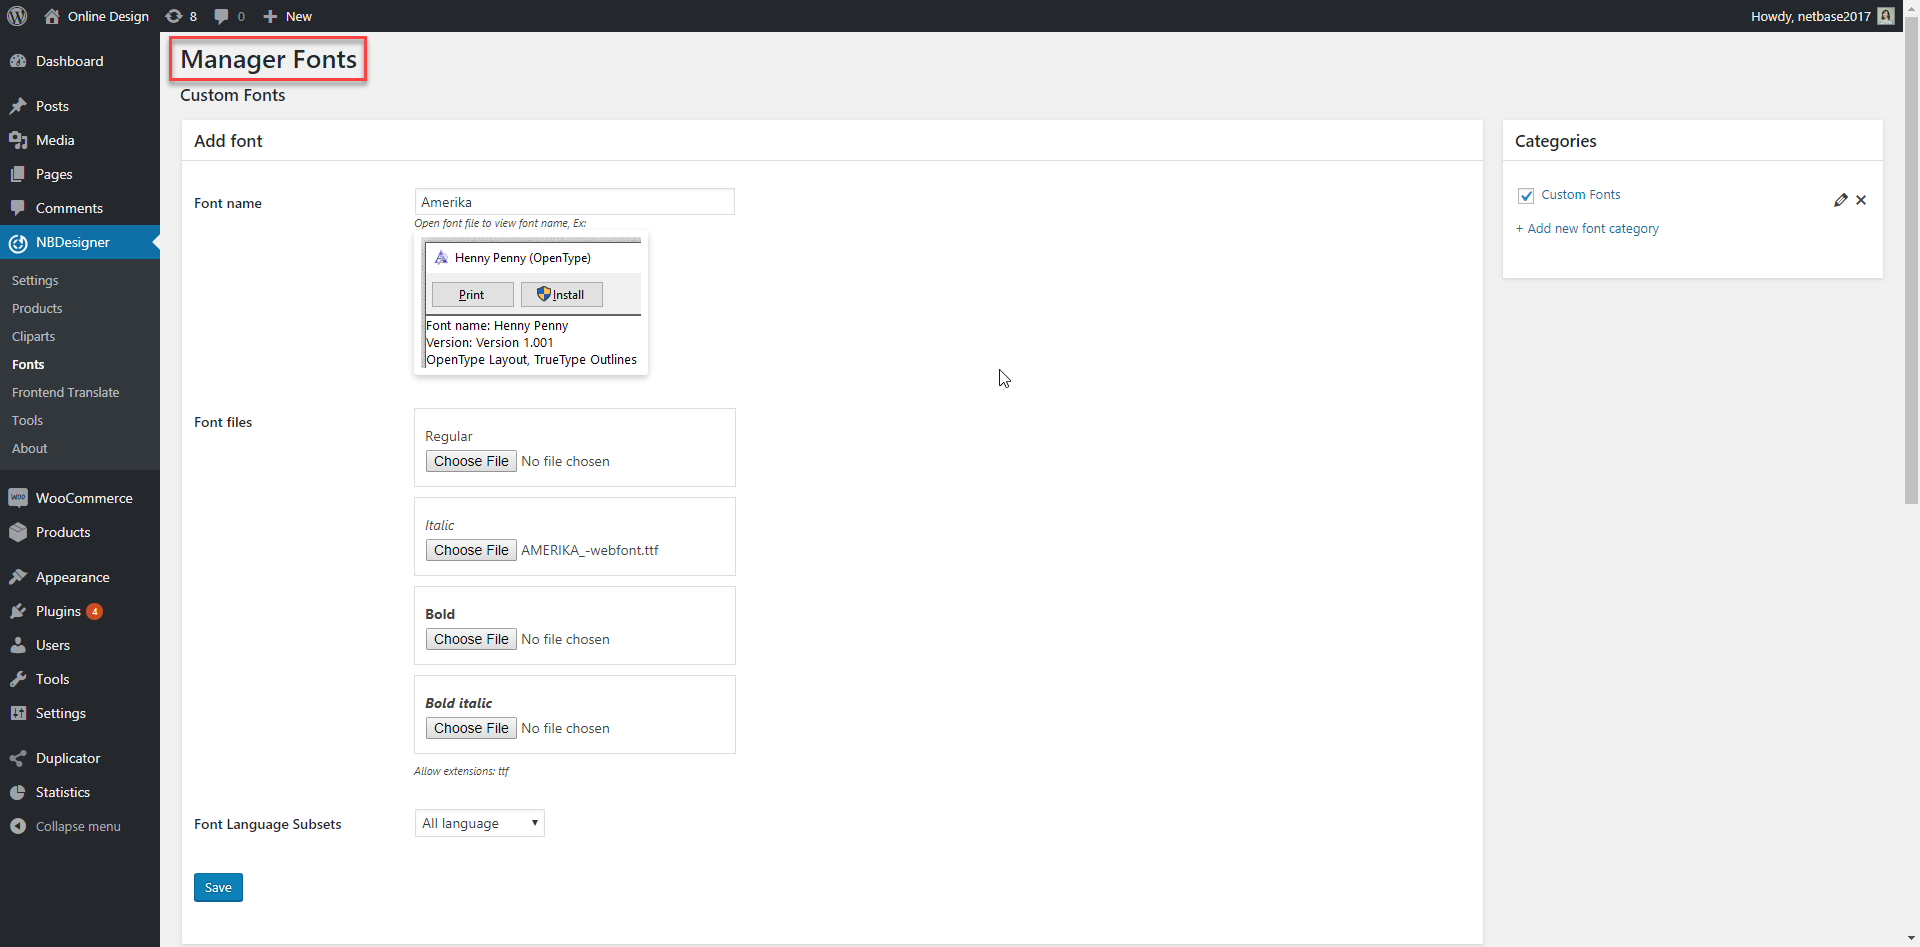 Online Design 8 0 New Howdy, netbase2017
Dashboard
Posts
Media
Pages
Comments
NBDesigner
Settings
Products
Cliparts
Fonts
Frontend Translate
Tools
About
WOO WooCommerce
Products
Appearance
Plugins 4
Users
Tools
Settings
Duplicator
Statistics
Collapse menu
Manager Fonts
Custom Fonts
Add font
Font name
Amerika
Open font file to view font name, Ex:
Henny Penny (OpenType)
Print Install
Font name: Henny Penny
Version: Version 1.001
OpenType Layout, TrueType Outlines
Font files
Regular
Choose File No file chosen
Italic
Choose File AMERIKA_-webfont.ttf
Bold
Choose File No file chosen
Bold italic
Choose File No file chosen
Allow extensions: ttf
Font Language Subsets All language
Save
Categories
Custom Fonts
+ Add new font category